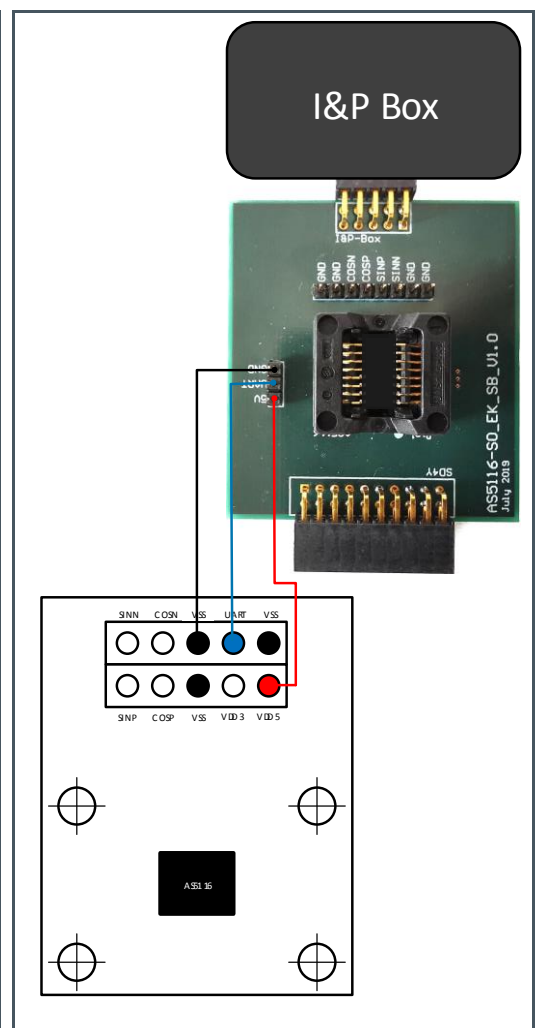 I&P Box
I&P-Box
GND GND COSN COSP SINP SINN GND GND
GND
UART
5V
AS5116-SO_EK_SB_V1.0
July 2019
SD4Y
SINN COSN VSS UART VSS
SINP COSP VSS VDD3 VDD5
AS5116